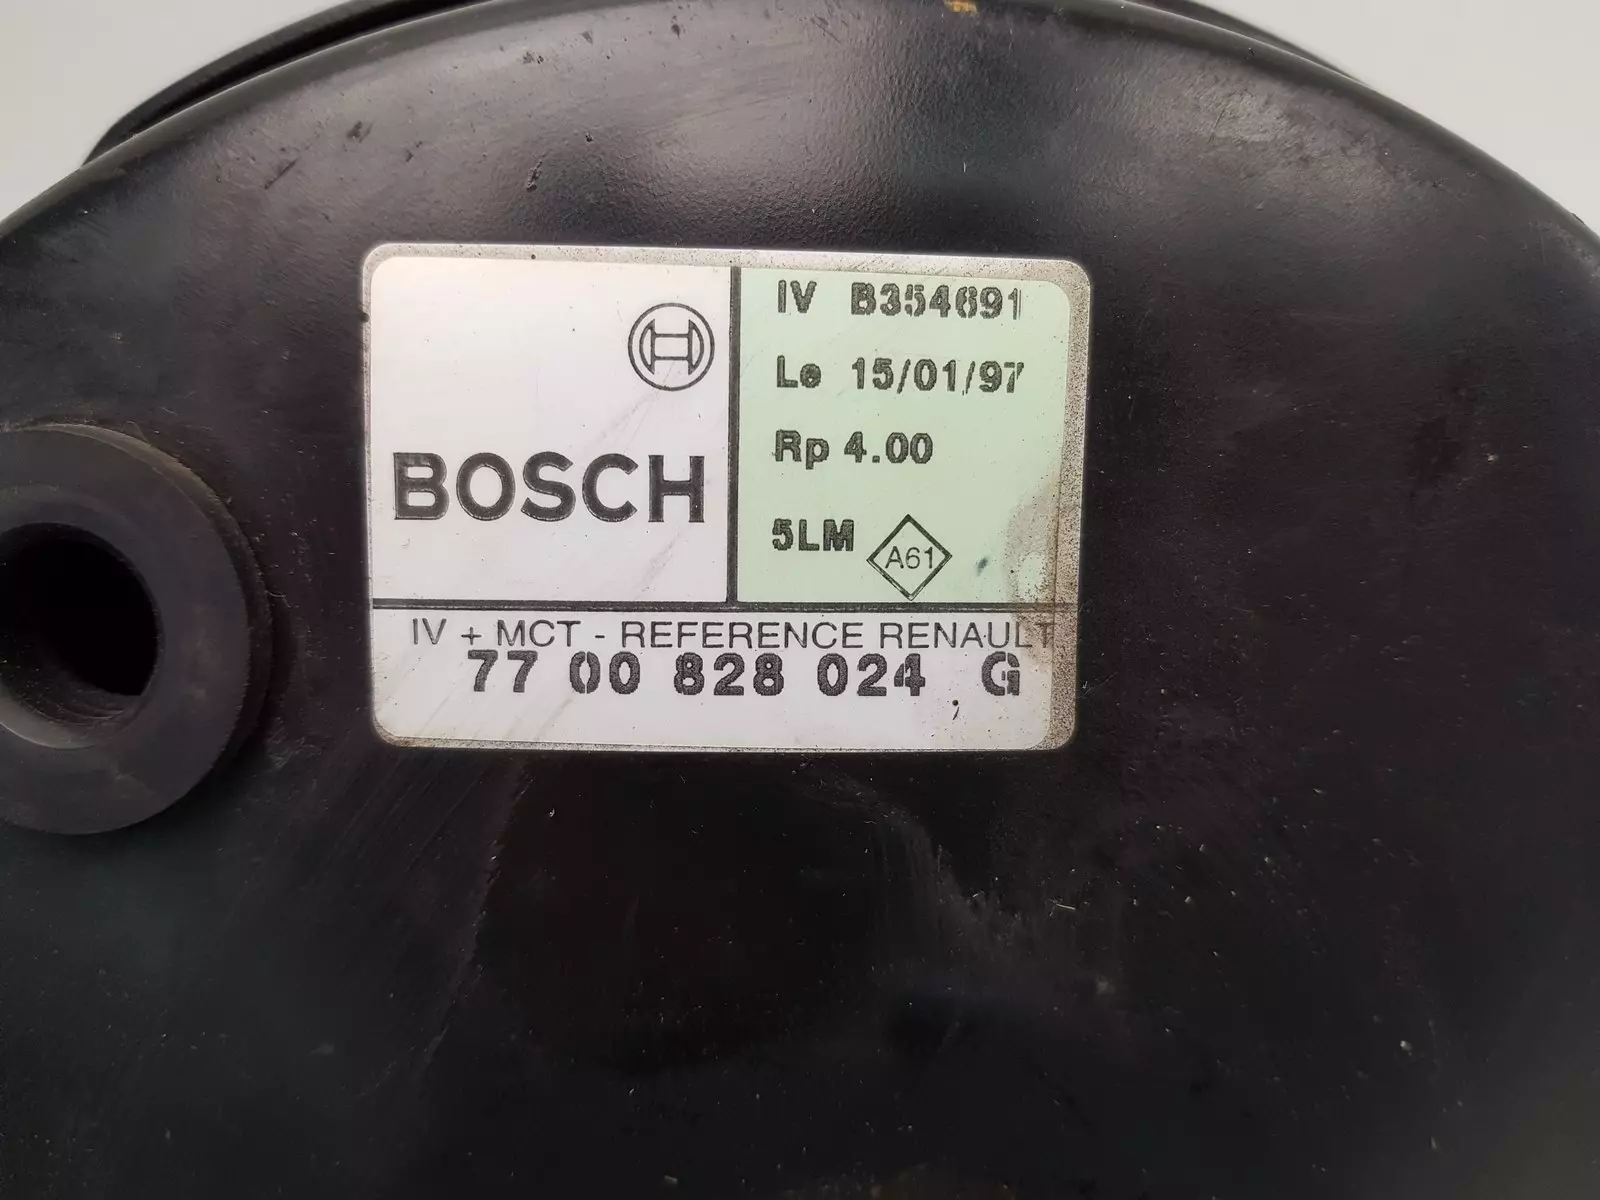 BOSCH
IV B354691
Le 15/01/97
Rp 4.00
5LM A61
IV + MCT - REFERENCE RENAULT
77 00 828 024 G